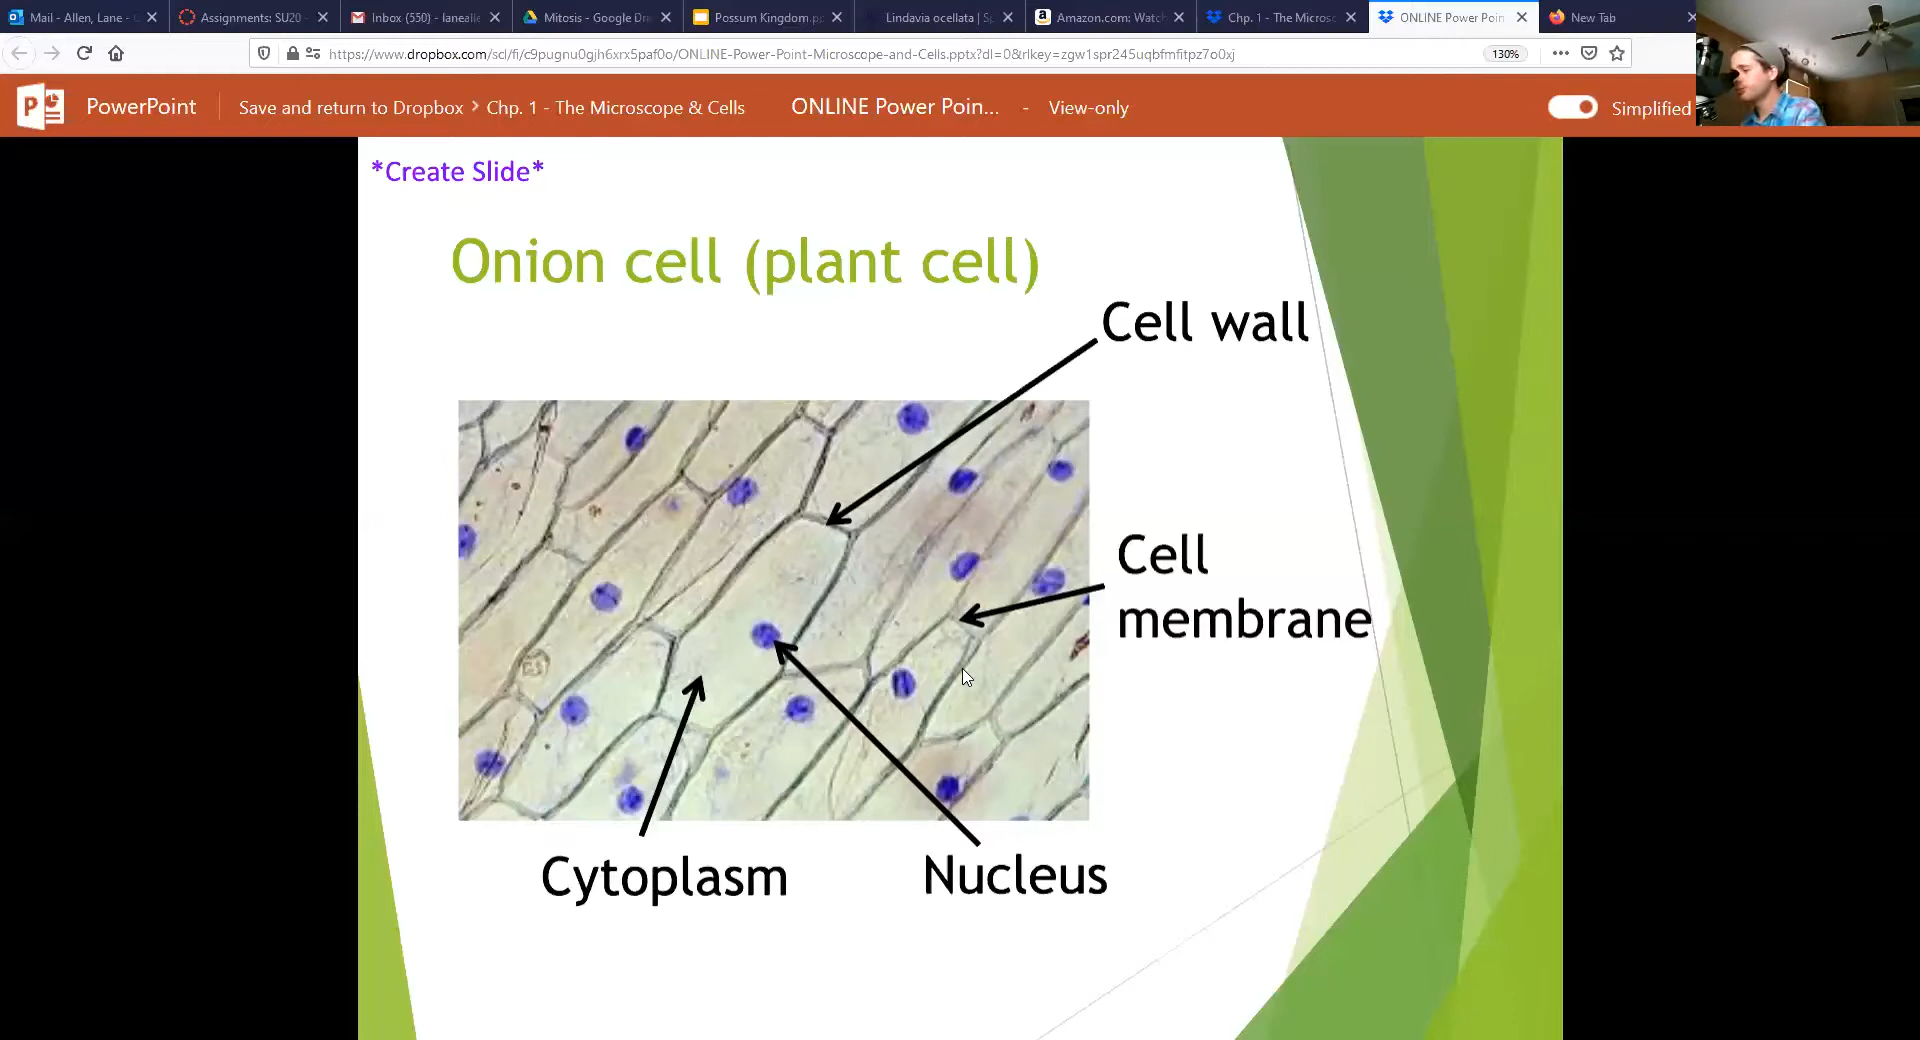 Mail - Allen, Lane -
Assignments: SU20
Inbox (550) - laneall
Mitosis - Google Dri
Possum Kingdom.p
Lindavia ocellata | Sp
Amazon.com: Watch
Chp. 1 - The Microsc
ONLINE Power Poin
New Tab
https://www.dropbox.com/scl/fi/c9pugnu0gjh6xrx5paf0o/ONLINE-Power-Point-Microscope-and-Cells.pptx?dl=0&rlkey=zgw1spr245uqbfmfitpz7o0xj
130%
PowerPoint
Save and return to Dropbox > Chp. 1 - The Microscope & Cells
ONLINE Power Poin... - View-only
Simplified
*Create Slide*
Onion cell (plant cell)
Cell wall
Cell
membrane
Cytoplasm
Nucleus